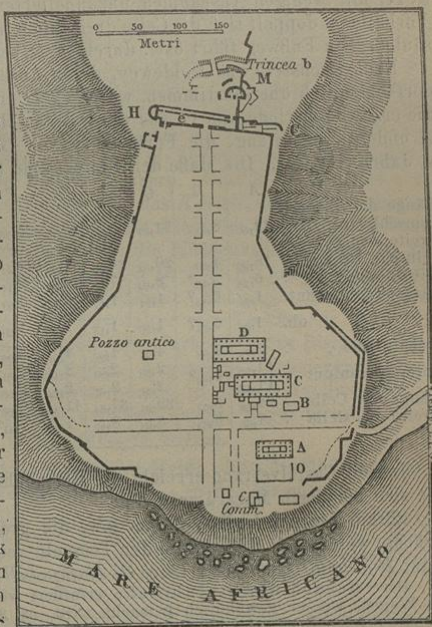 0 50 100 150
Metri
Trincea b
M
H
e
C
D
Pozzo antico
C
B
A
O
C
Comm.
MARE AFRICANO